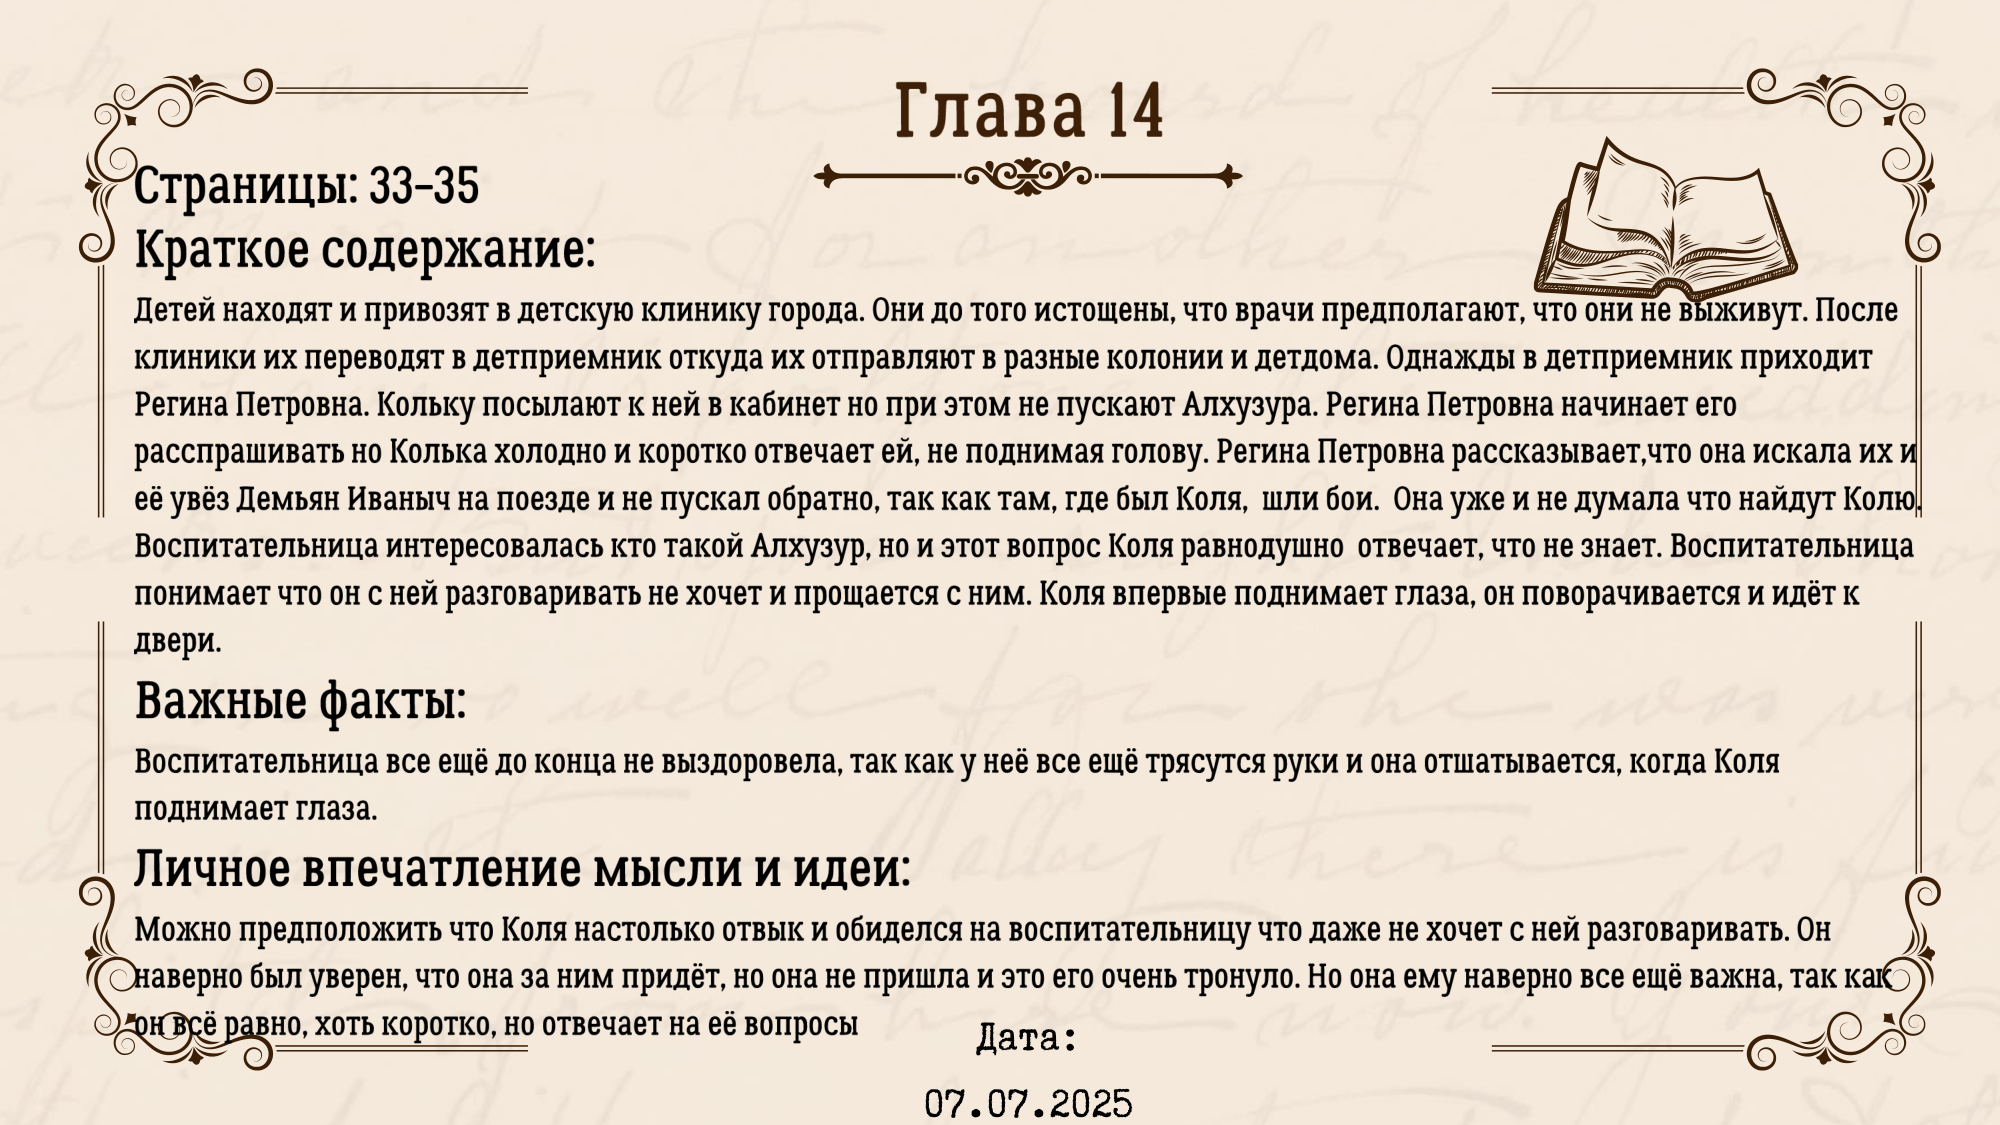 Глава 14
Страницы: 33–35
Краткое содержание:
Детей находят и привозят в детскую клинику города. Они до того истощены, что врачи предполагают, что они не выживут. После
клиники их переводят в детприемник откуда их отправляют в разные колонии и детдома. Однажды в детприемник приходит
Регина Петровна. Кольку посылают к ней в кабинет но при этом не пускают Алхузура. Регина Петровна начинает его
расспрашивать но Колька холодно и коротко отвечает ей, не поднимая голову. Регина Петровна рассказывает,что она искала их и
её увёз Демьян Иваныч на поезде и не пускал обратно, так как там, где был Коля,  шли бои.  Она уже и не думала что найдут Колю.
Воспитательница интересовалась кто такой Алхузур, но и этот вопрос Коля равнодушно  отвечает, что не знает. Воспитательница
понимает что он с ней разговаривать не хочет и прощается с ним. Коля впервые поднимает глаза, он поворачивается и идёт к
двери.
Важные факты:
Воспитательница все ещё до конца не выздоровела, так как у неё все ещё трясутся руки и она отшатывается, когда Коля
поднимает глаза.
Личное впечатление мысли и идеи:
Можно предположить что Коля настолько отвык и обиделся на воспитательницу что даже не хочет с ней разговаривать. Он
наверно был уверен, что она за ним придёт, но она не пришла и это его очень тронуло. Но она ему наверно все ещё важна, так как
он всё равно, хоть коротко, но отвечает на её вопросы
Дата:
07.07.2025